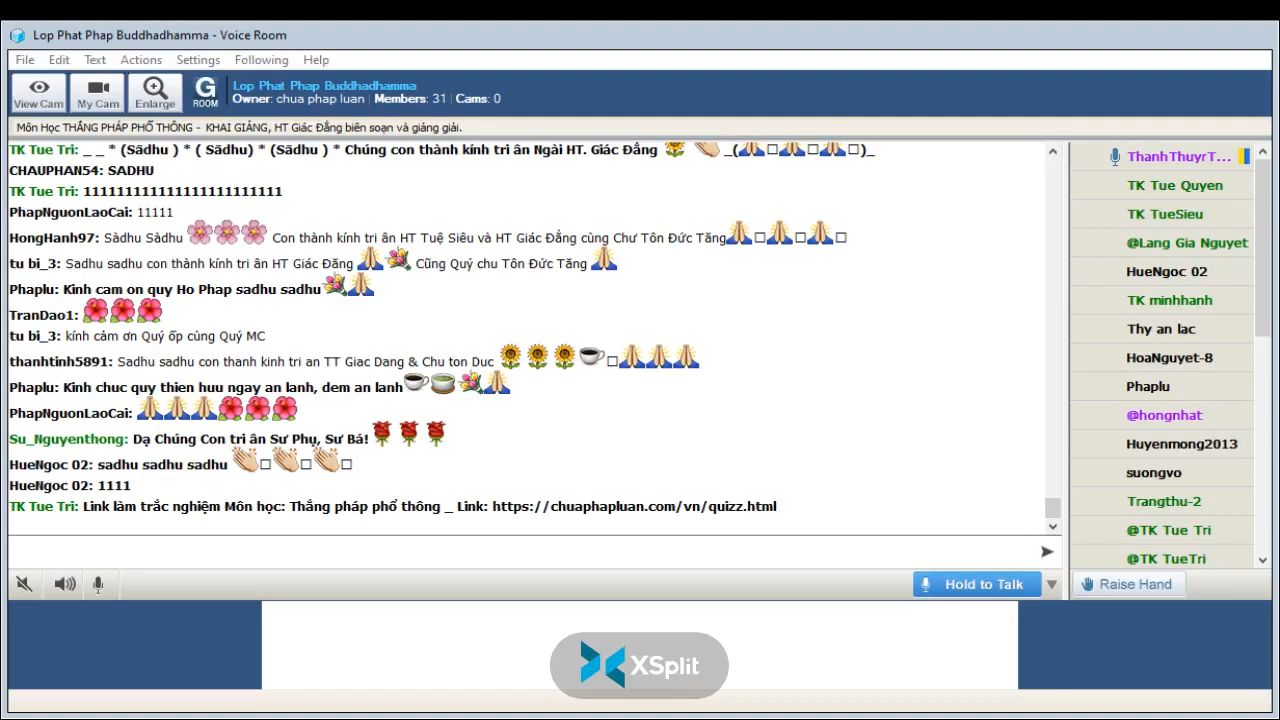 Lop Phat Phap Buddhadhamma - Voice Room
File Edit Text Actions Settings Following Help
View Cam My Cam Enlarge G ROOM
Lop Phat Phap Buddhadhamma
Owner: chua phap luan | Members: 31 | Cams: 0
Môn Học THẮNG PHÁP PHỔ THÔNG - KHAI GIẢNG, HT Giác Đẳng biên soạn và giảng giải.
TK Tue Tri: _ _ * (Sādhu ) * ( Sādhu) * (Sādhu ) * Chúng con thành kính tri ân Ngài HT. Giác Đẳng 🌻 👏 _(🙏□🙏□🙏□)_
CHAUPHAN54: SADHU
TK Tue Tri: 1111111111111111111111111
PhapNguonLaoCai: 11111
HongHanh97: Sàdhu Sàdhu 🌸🌸🌸 Con thành kính tri ân HT Tuệ Siêu và HT Giác Đẳng cùng Chư Tôn Đức Tăng🙏□🙏□🙏□
tu bi_3: Sadhu sadhu con thành kính tri ân HT Giác Đăng 🙏💐 Cũng Quý chu Tôn Đức Tăng 🙏
Phaplu: Kinh cam on quy Ho Phap sadhu sadhu💐🙏
TranDao1: 🌺🌺🌺
tu bi_3: kính cảm ơn Quý ốp cùng Quý MC
thanhtinh5891: Sadhu sadhu con thanh kinh tri an TT Giac Dang & Chu ton Duc 🌻🌻🌻☕□🙏🙏🙏
Phaplu: Kinh chuc quy thien huu ngay an lanh, dem an lanh☕🍵💐🙏
PhapNguonLaoCai: 🙏🙏🙏🌺🌺🌺
Su_Nguyenthong: Dạ Chúng Con tri ân Sư Phụ, Sư Bá! 🌹🌹🌹
HueNgoc 02: sadhu sadhu sadhu 👏□👏□👏□
HueNgoc 02: 1111
TK Tue Tri: Link làm trắc nghiệm Môn học: Thắng pháp phổ thông _ Link: https://chuaphapluan.com/vn/quizz.html
Hold to Talk
ThanhThuyrT...
TK Tue Quyen
TK TueSieu
@Lang Gia Nguyet
HueNgoc 02
TK minhhanh
Thy an lac
HoaNguyet-8
Phaplu
@hongnhat
Huyenmong2013
suongvo
Trangthu-2
@TK Tue Tri
@TK TueTri
Raise Hand
XSplit